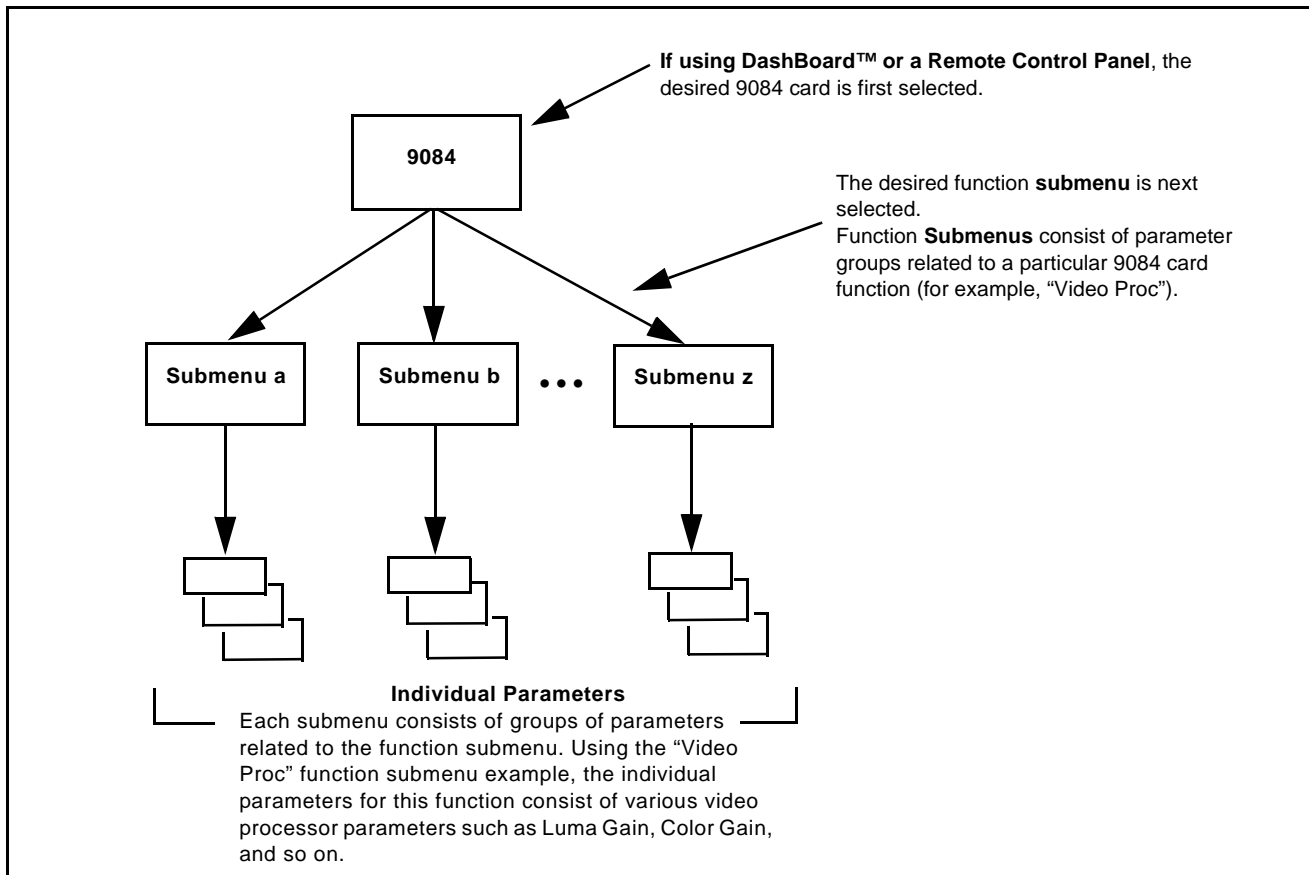 If using DashBoard™ or a Remote Control Panel, the
desired 9084 card is first selected.
9084
The desired function submenu is next
selected.
Function Submenus consist of parameter
groups related to a particular 9084 card
function (for example, “Video Proc”).
Submenu a
Submenu b
•••
Submenu z
Individual Parameters
Each submenu consists of groups of parameters
related to the function submenu. Using the “Video
Proc” function submenu example, the individual
parameters for this function consist of various video
processor parameters such as Luma Gain, Color Gain,
and so on.